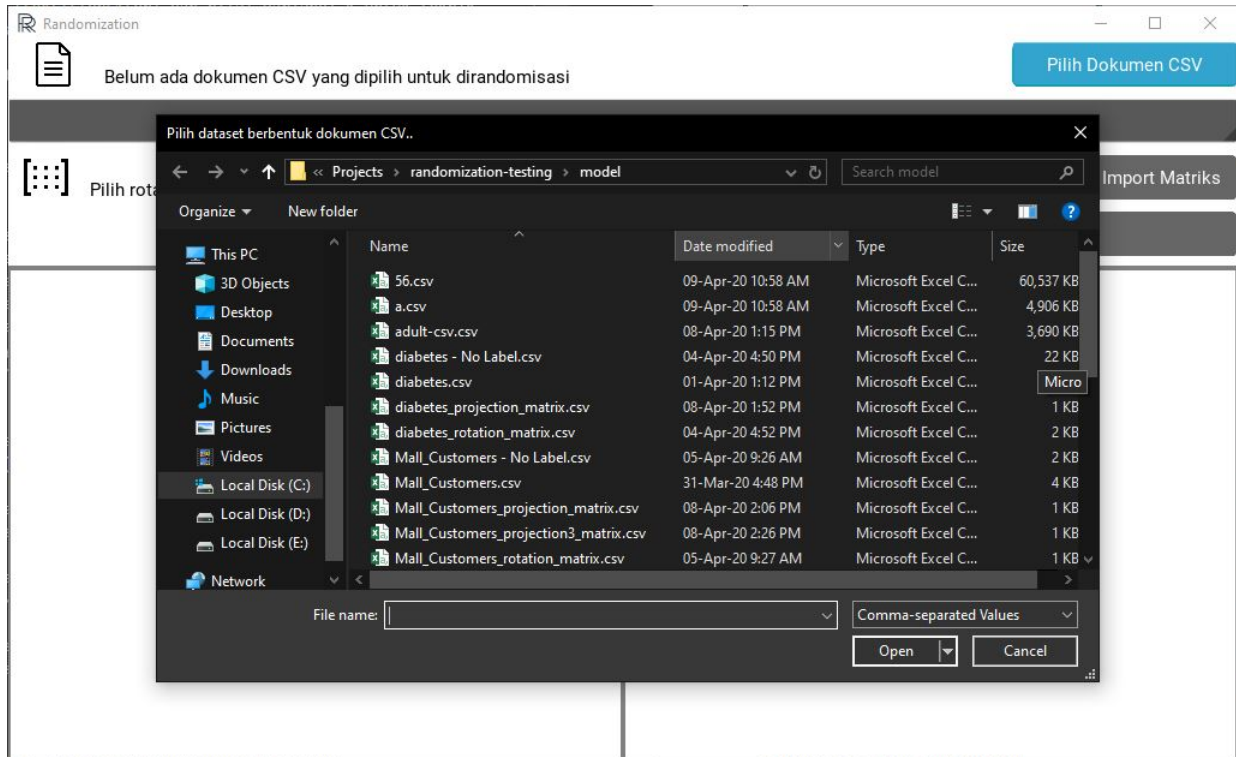 Randomization
Belum ada dokumen CSV yang dipilih untuk dirandomisasi
Pilih Dokumen CSV
Pilih dataset berbentuk dokumen CSV..
« Projects > randomization-testing > model
Search model
Import Matriks
Organize
New folder
Name Date modified Type Size
This PC
3D Objects
Desktop
Documents
Downloads
Music
Pictures
Videos
Local Disk (C:)
Local Disk (D:)
Local Disk (E:)
Network
56.csv 09-Apr-20 10:58 AM Microsoft Excel C... 60,537 KB
a.csv 09-Apr-20 10:58 AM Microsoft Excel C... 4,906 KB
adult-csv.csv 08-Apr-20 1:15 PM Microsoft Excel C... 3,690 KB
diabetes - No Label.csv 04-Apr-20 4:50 PM Microsoft Excel C... 22 KB
diabetes.csv 01-Apr-20 1:12 PM Microsoft Excel C... Micro
diabetes_projection_matrix.csv 08-Apr-20 1:52 PM Microsoft Excel C... 1 KB
diabetes_rotation_matrix.csv 04-Apr-20 4:52 PM Microsoft Excel C... 2 KB
Mall_Customers - No Label.csv 05-Apr-20 9:26 AM Microsoft Excel C... 2 KB
Mall_Customers.csv 31-Mar-20 4:48 PM Microsoft Excel C... 4 KB
Mall_Customers_projection_matrix.csv 08-Apr-20 2:06 PM Microsoft Excel C... 1 KB
Mall_Customers_projection3_matrix.csv 08-Apr-20 2:26 PM Microsoft Excel C... 1 KB
Mall_Customers_rotation_matrix.csv 05-Apr-20 9:27 AM Microsoft Excel C... 1 KB
File name:
Comma-separated Values
Open
Cancel
Pilih